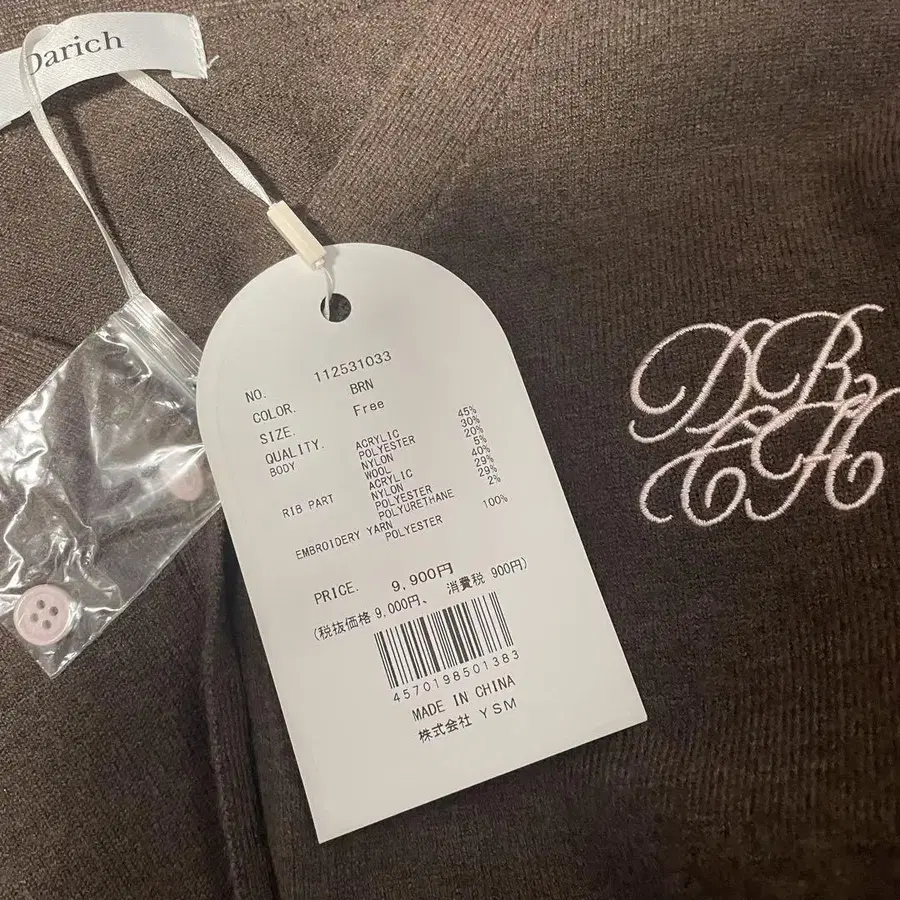 Darich
NO. 112531033
COLOR. BRN
SIZE. Free
QUALITY.
BODY ACRYLIC 45%
POLYESTER 30%
NYLON 20%
WOOL 5%
RIB PART ACRYLIC 40%
NYLON 29%
POLYESTER 29%
POLYURETHANE 2%
EMBROIDERY YARN
POLYESTER 100%
PRICE. 9,900円
(税抜価格 9,000円、 消費税 900円)
4570198501383
MADE IN CHINA
株式会社 YSM
DR
CH